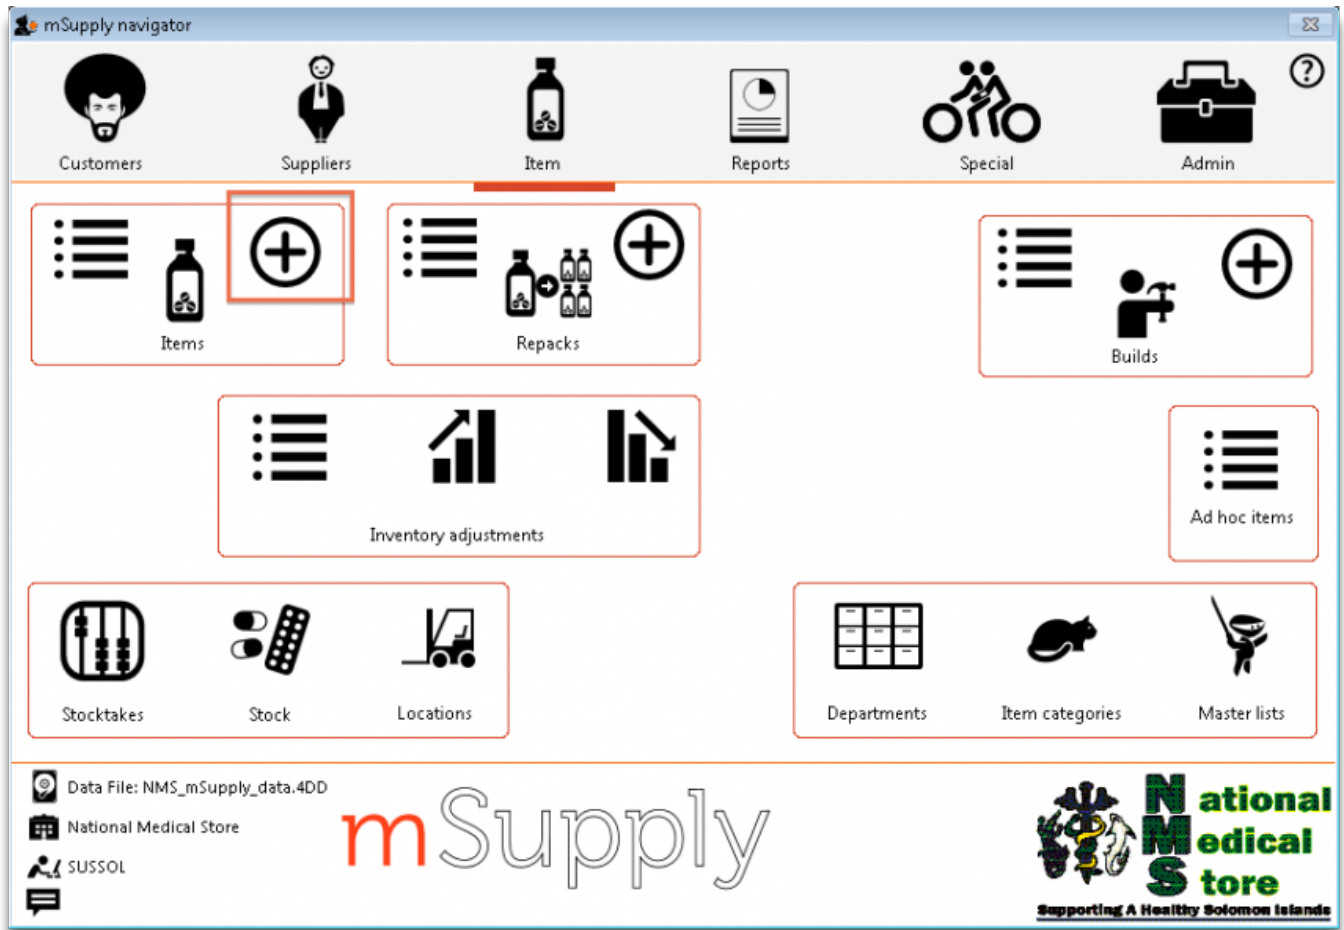 mSupply navigator
Customers
Suppliers
Item
Reports
Special
Admin
?
Items
Repacks
Builds
Inventory adjustments
Ad hoc items
Stocktakes
Stock
Locations
Departments
Item categories
Master lists
Data File: NMS_mSupply_data.4DD
National Medical Store
SUSSOL
mSupply
National
Medical
Store
Supporting A Healthy Solomon Islands